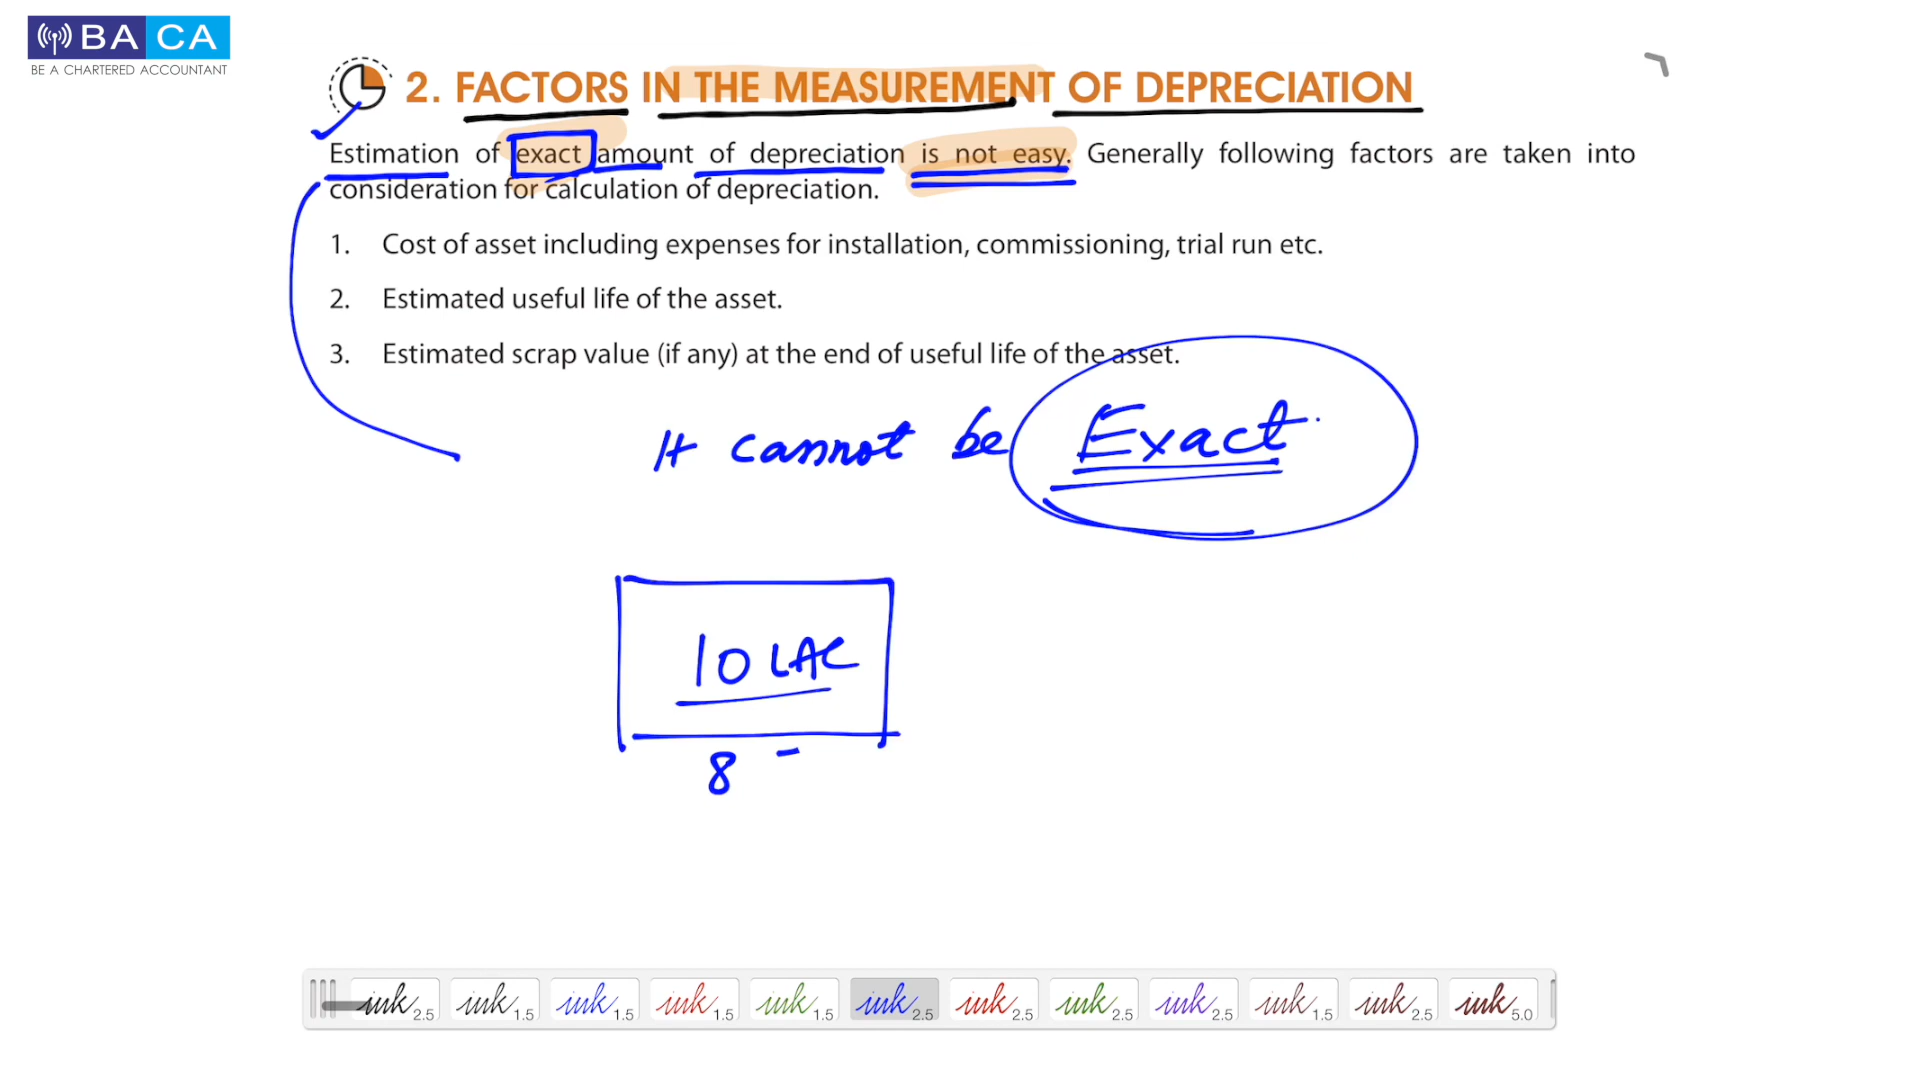 BA CA
BE A CHARTERED ACCOUNTANT
2. FACTORS IN THE MEASUREMENT OF DEPRECIATION
Estimation of exact amount of depreciation is not easy. Generally following factors are taken into
consideration for calculation of depreciation.
1. Cost of asset including expenses for installation, commissioning, trial run etc.
2. Estimated useful life of the asset.
3. Estimated scrap value (if any) at the end of useful life of the asset.
It cannot be Exact
10 LAC
8
ink 2.5 ink 1.5 ink 1.5 ink 1.5 ink 1.5 ink 2.5 ink 2.5 ink 2.5 ink 2.5 ink 1.5 ink 2.5 ink 5.0